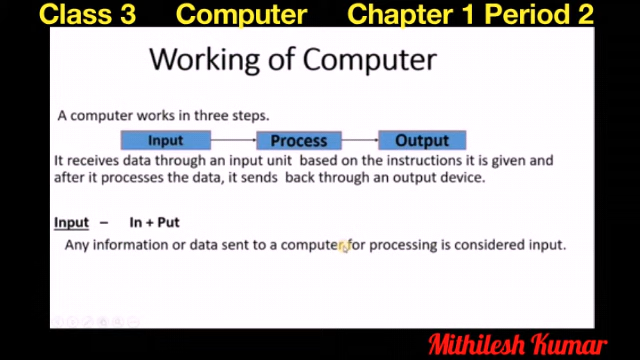 Class 3 Computer Chapter 1 Period 2
Working of Computer
A computer works in three steps.
Input Process Output
It receives data through an input unit based on the instructions it is given and
after it processes the data, it sends back through an output device.
Input – In + Put
Any information or data sent to a computer for processing is considered input.
Mithilesh Kumar